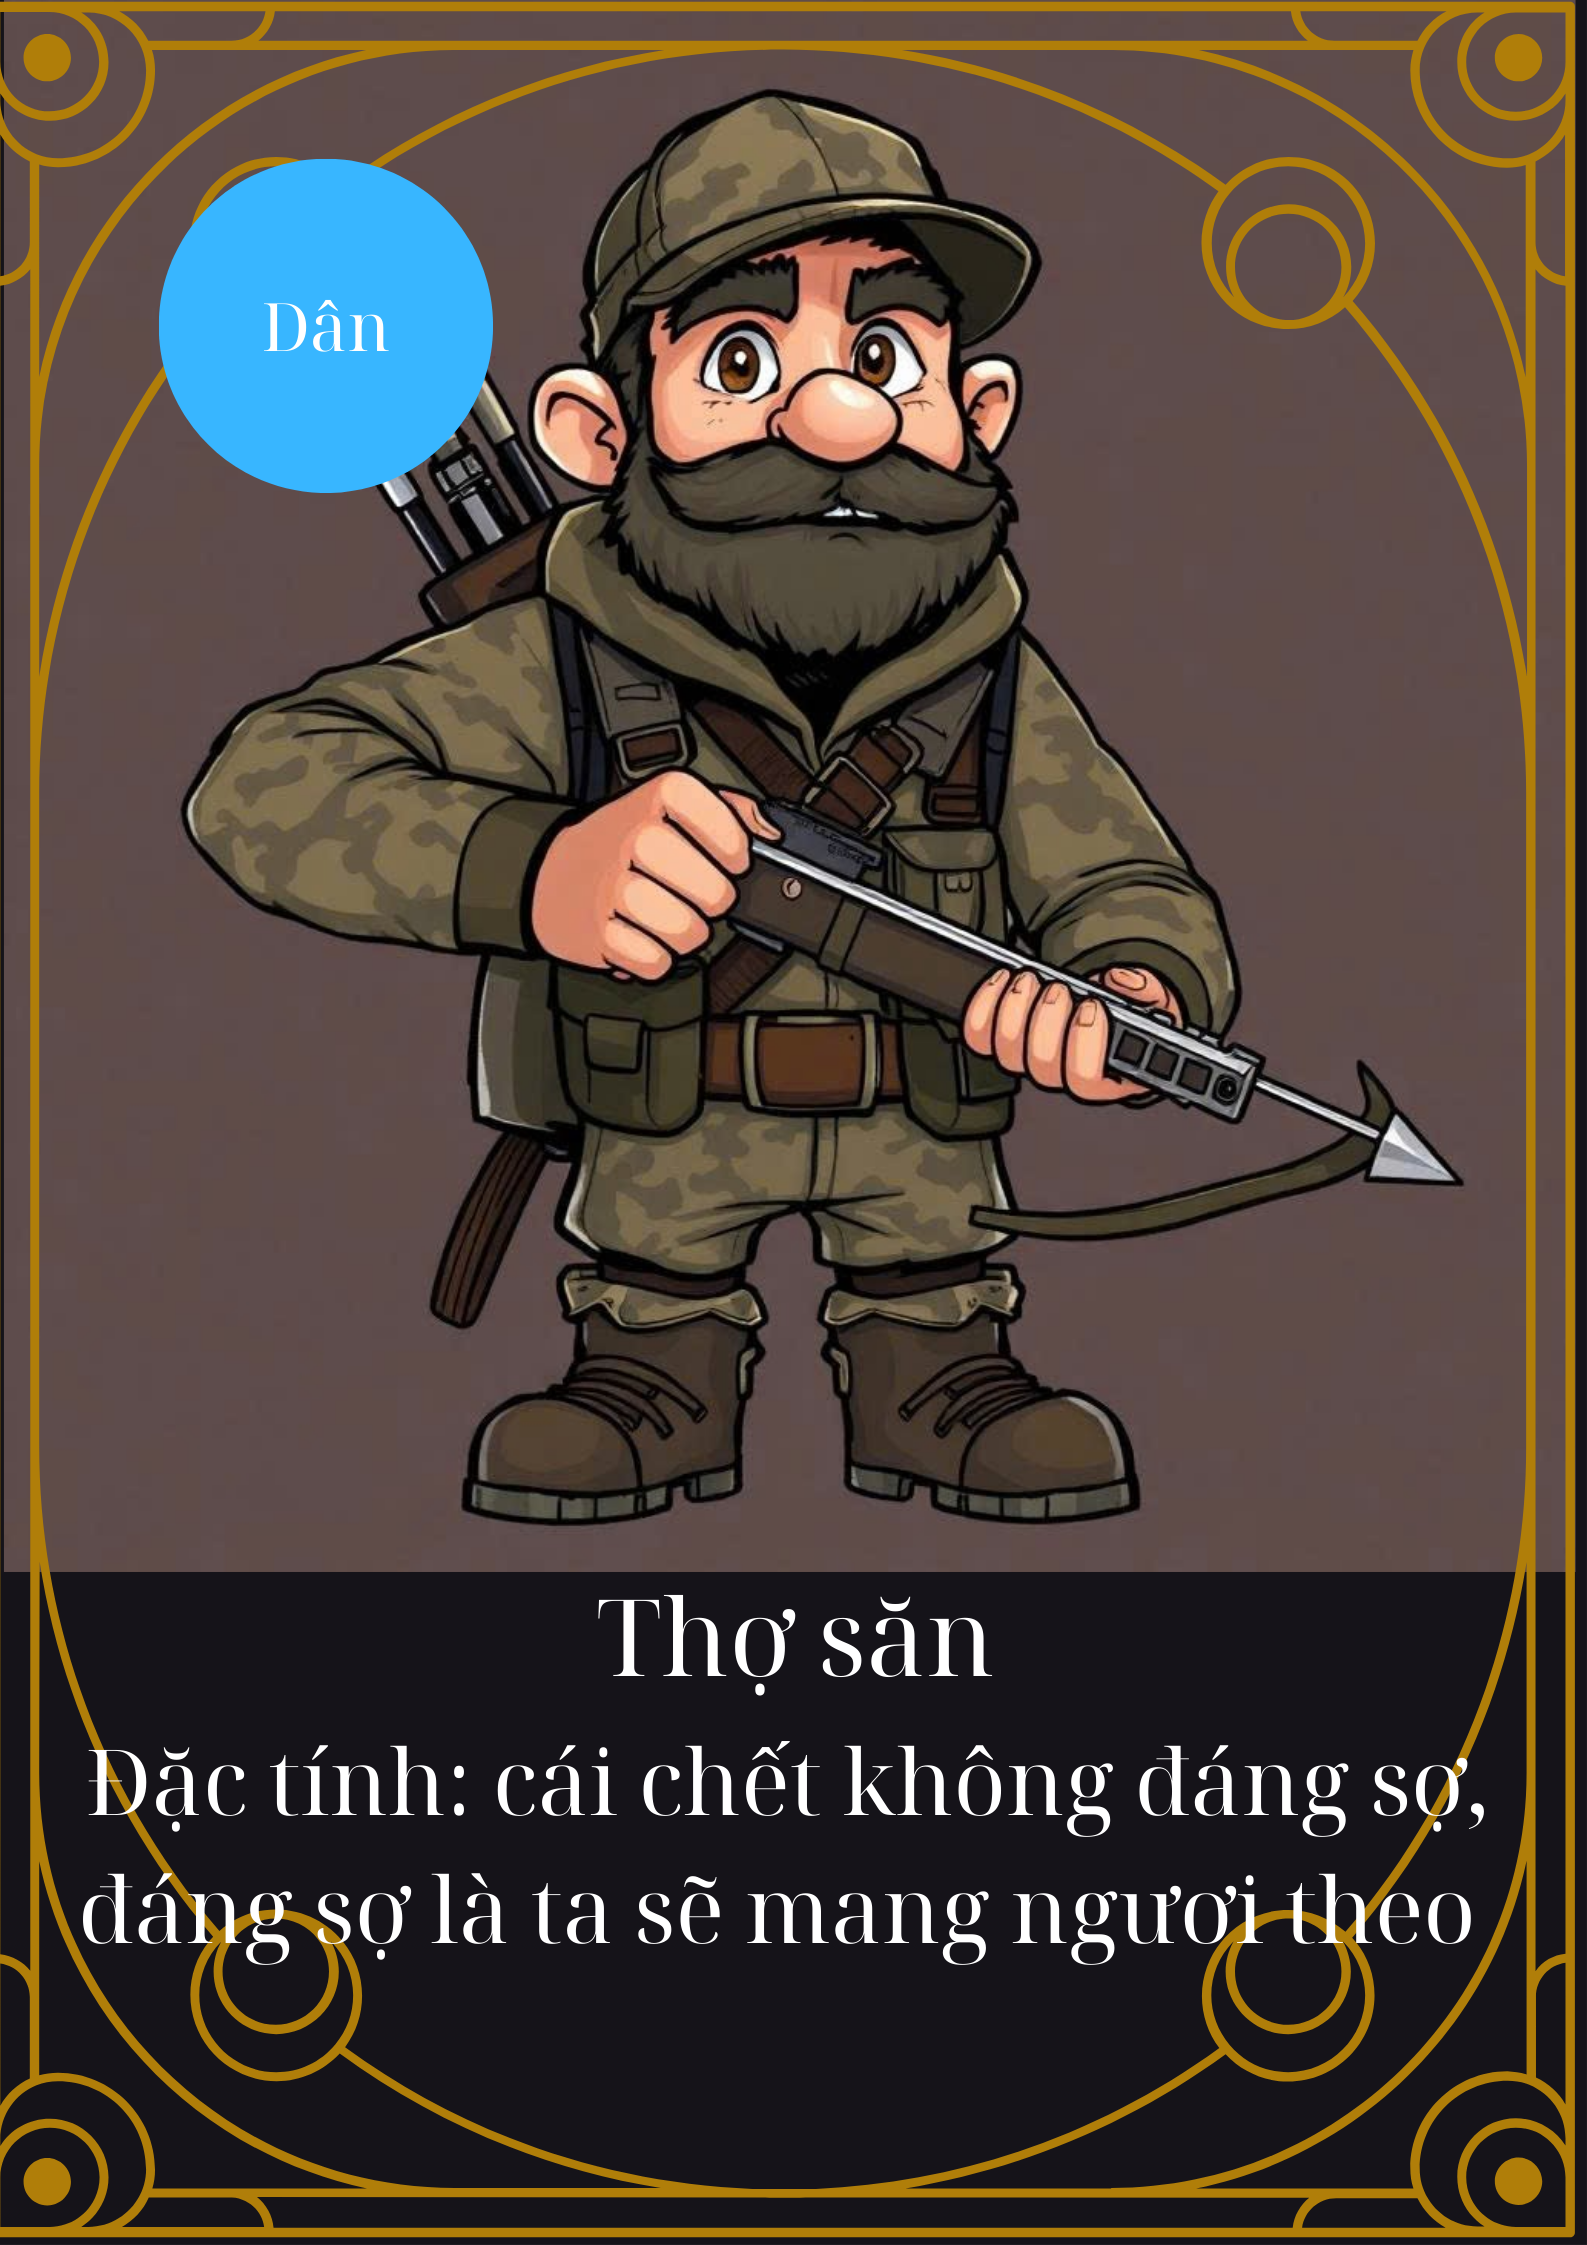 Dân
Thợ săn
Đặc tính: cái chết không đáng sợ,
đáng sợ là ta sẽ mang ngươi theo